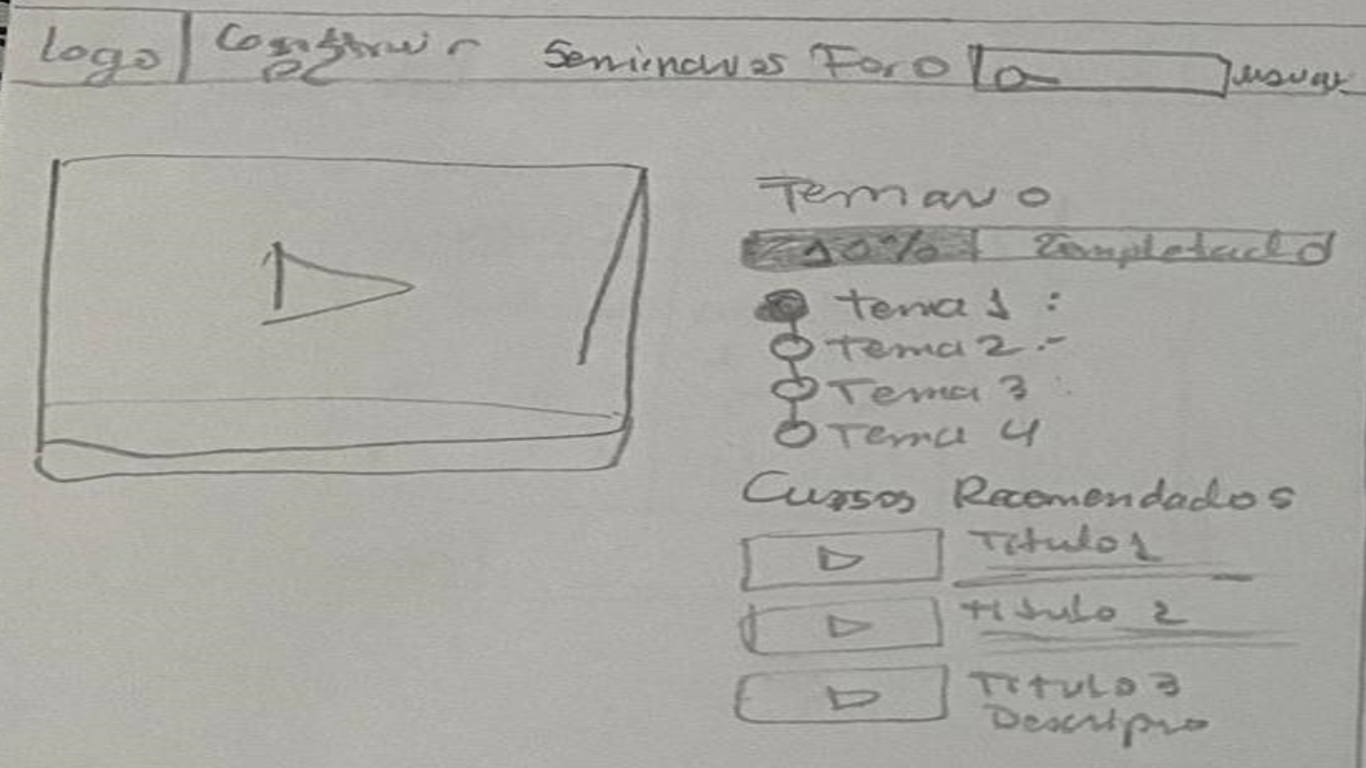 Logo Construir PC Seminarios Foro usuar
Temario
10% Completado
tema 1 :
tema 2 :-
Tema 3 :
Tema 4
Cursos Recomendados
Titulo 1
titulo 2
TITULO 3
Descripro